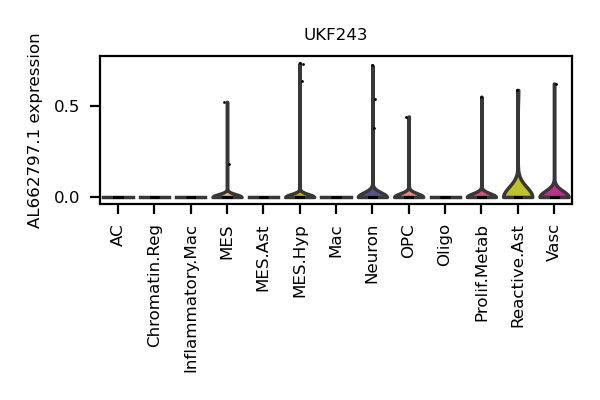 UKF243
AL662797.1 expression
0.5
0.0
AC
Chromatin.Reg
Inflammatory.Mac
MES
MES.Ast
MES.Hyp
Mac
Neuron
OPC
Oligo
Prolif.Metab
Reactive.Ast
Vasc